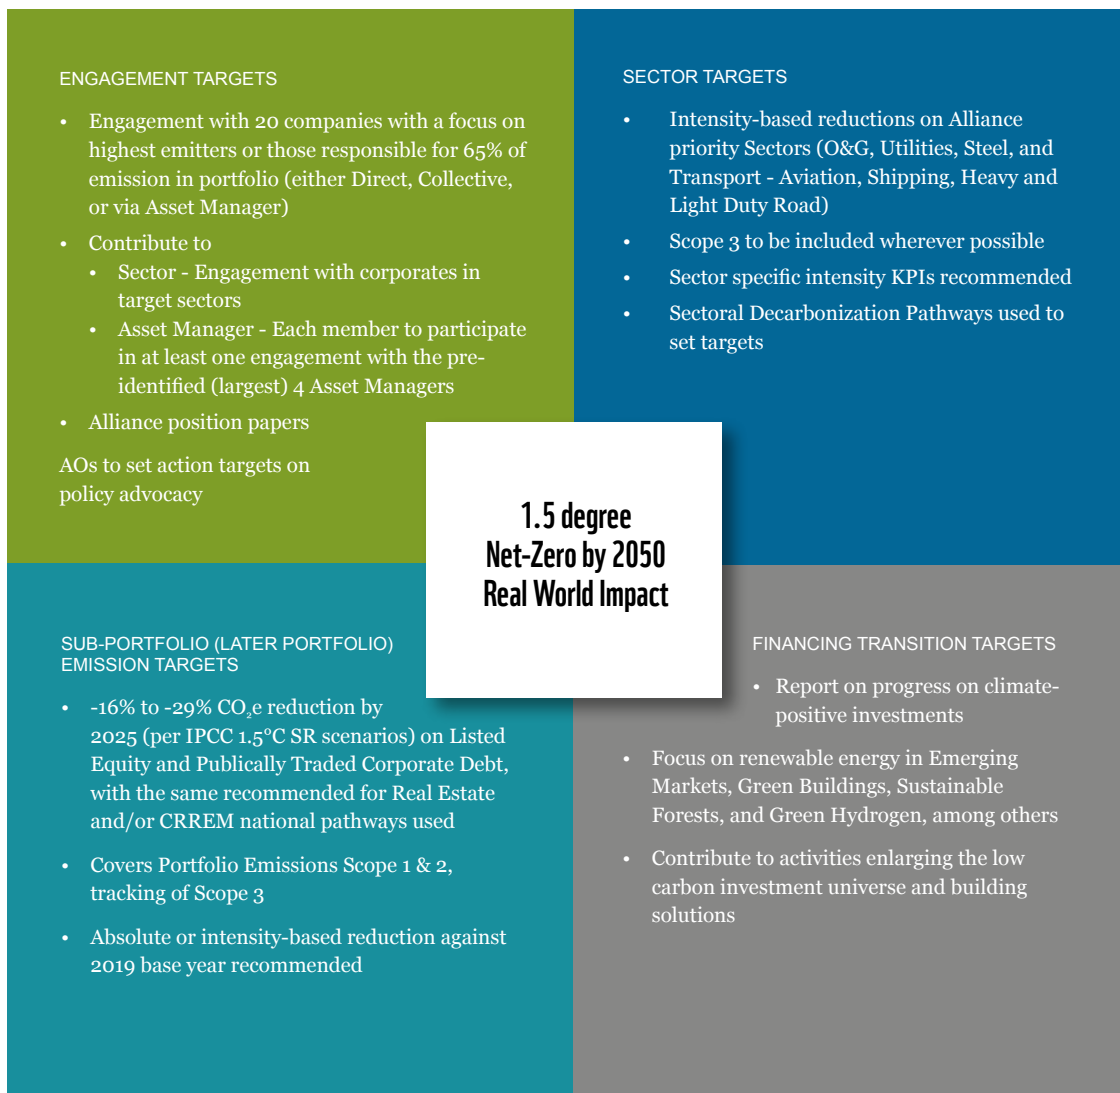 ENGAGEMENT TARGETS
• Engagement with 20 companies with a focus on
highest emitters or those responsible for 65% of
emission in portfolio (either Direct, Collective,
or via Asset Manager)
• Contribute to
• Sector - Engagement with corporates in
target sectors
• Asset Manager - Each member to participate
in at least one engagement with the pre-
identified (largest) 4 Asset Managers
• Alliance position papers
AOs to set action targets on
policy advocacy
SECTOR TARGETS
• Intensity-based reductions on Alliance
priority Sectors (O&G, Utilities, Steel, and
Transport - Aviation, Shipping, Heavy and
Light Duty Road)
• Scope 3 to be included wherever possible
• Sector specific intensity KPIs recommended
• Sectoral Decarbonization Pathways used to
set targets
1.5 degree
Net-Zero by 2050
Real World Impact
SUB-PORTFOLIO (LATER PORTFOLIO)
EMISSION TARGETS
• -16% to -29% CO₂e reduction by
2025 (per IPCC 1.5°C SR scenarios) on Listed
Equity and Publically Traded Corporate Debt,
with the same recommended for Real Estate
and/or CRREM national pathways used
• Covers Portfolio Emissions Scope 1 & 2,
tracking of Scope 3
• Absolute or intensity-based reduction against
2019 base year recommended
FINANCING TRANSITION TARGETS
• Report on progress on climate-
positive investments
• Focus on renewable energy in Emerging
Markets, Green Buildings, Sustainable
Forests, and Green Hydrogen, among others
• Contribute to activities enlarging the low
carbon investment universe and building
solutions